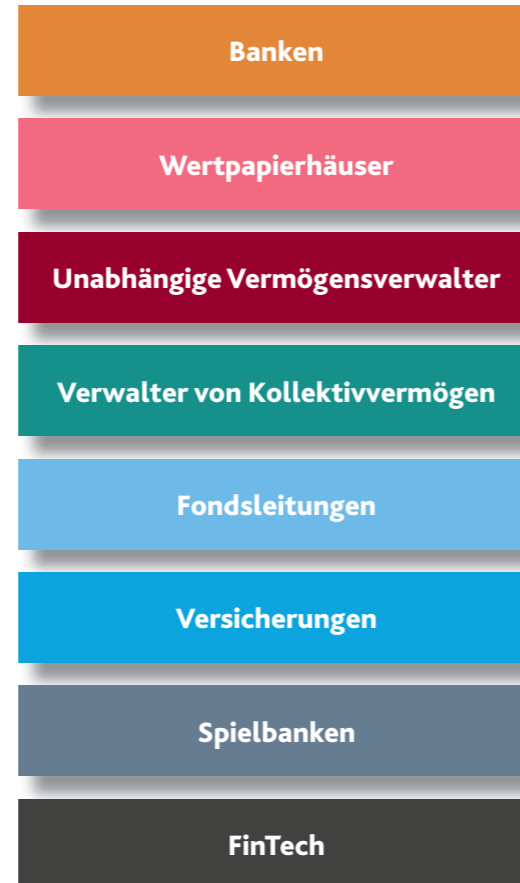 Banken
Wertpapierhäuser
Unabhängige Vermögensverwalter
Verwalter von Kollektivvermögen
Fondsleitungen
Versicherungen
Spielbanken
FinTech